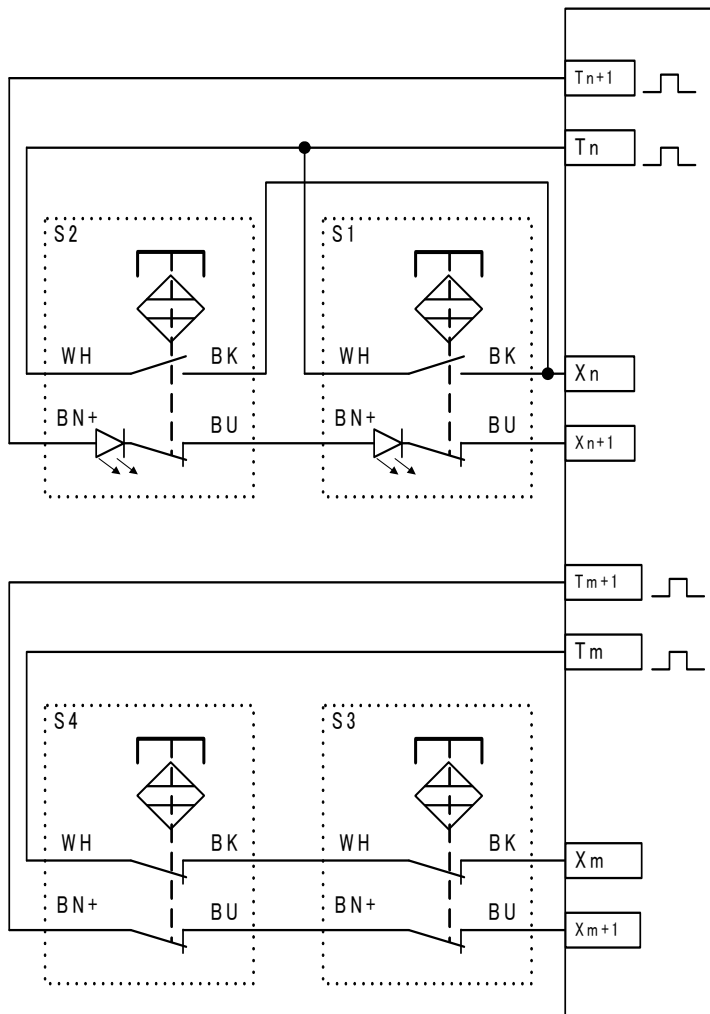 Tn+1
Tn
S2
S1
WH
BK
WH
BK
Xn
BN+
BU
BN+
BU
Xn+1
Tm+1
Tm
S4
S3
WH
BK
WH
BK
Xm
BN+
BU
BN+
BU
Xm+1